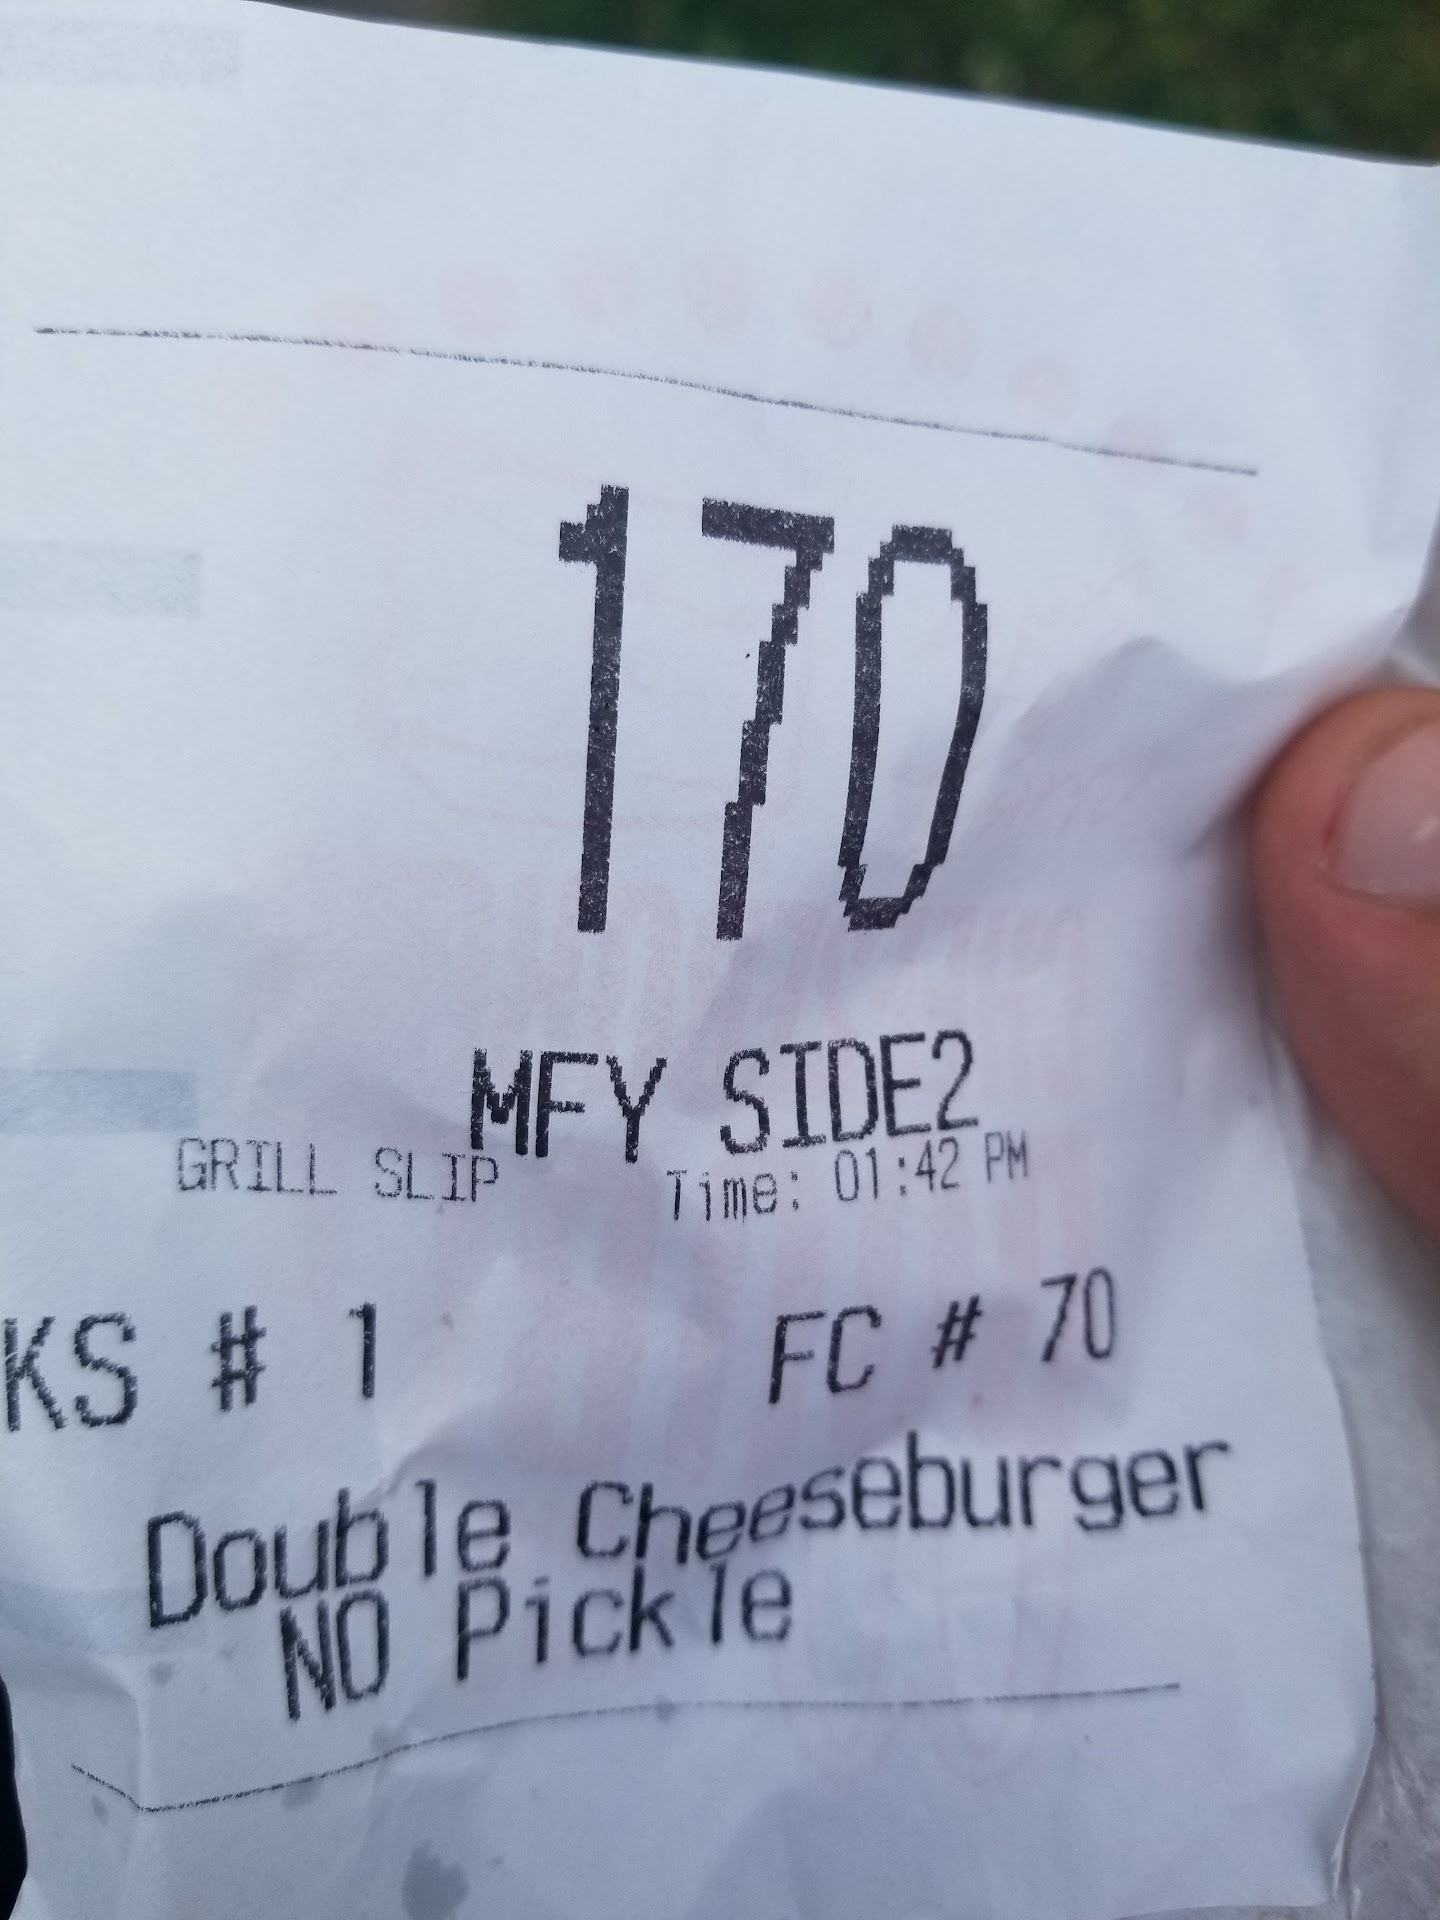 170
MFY SIDE2
GRILL SLIP Time: 01:42 PM
KS # 1 FC # 70
Double Cheeseburger
NO Pickle